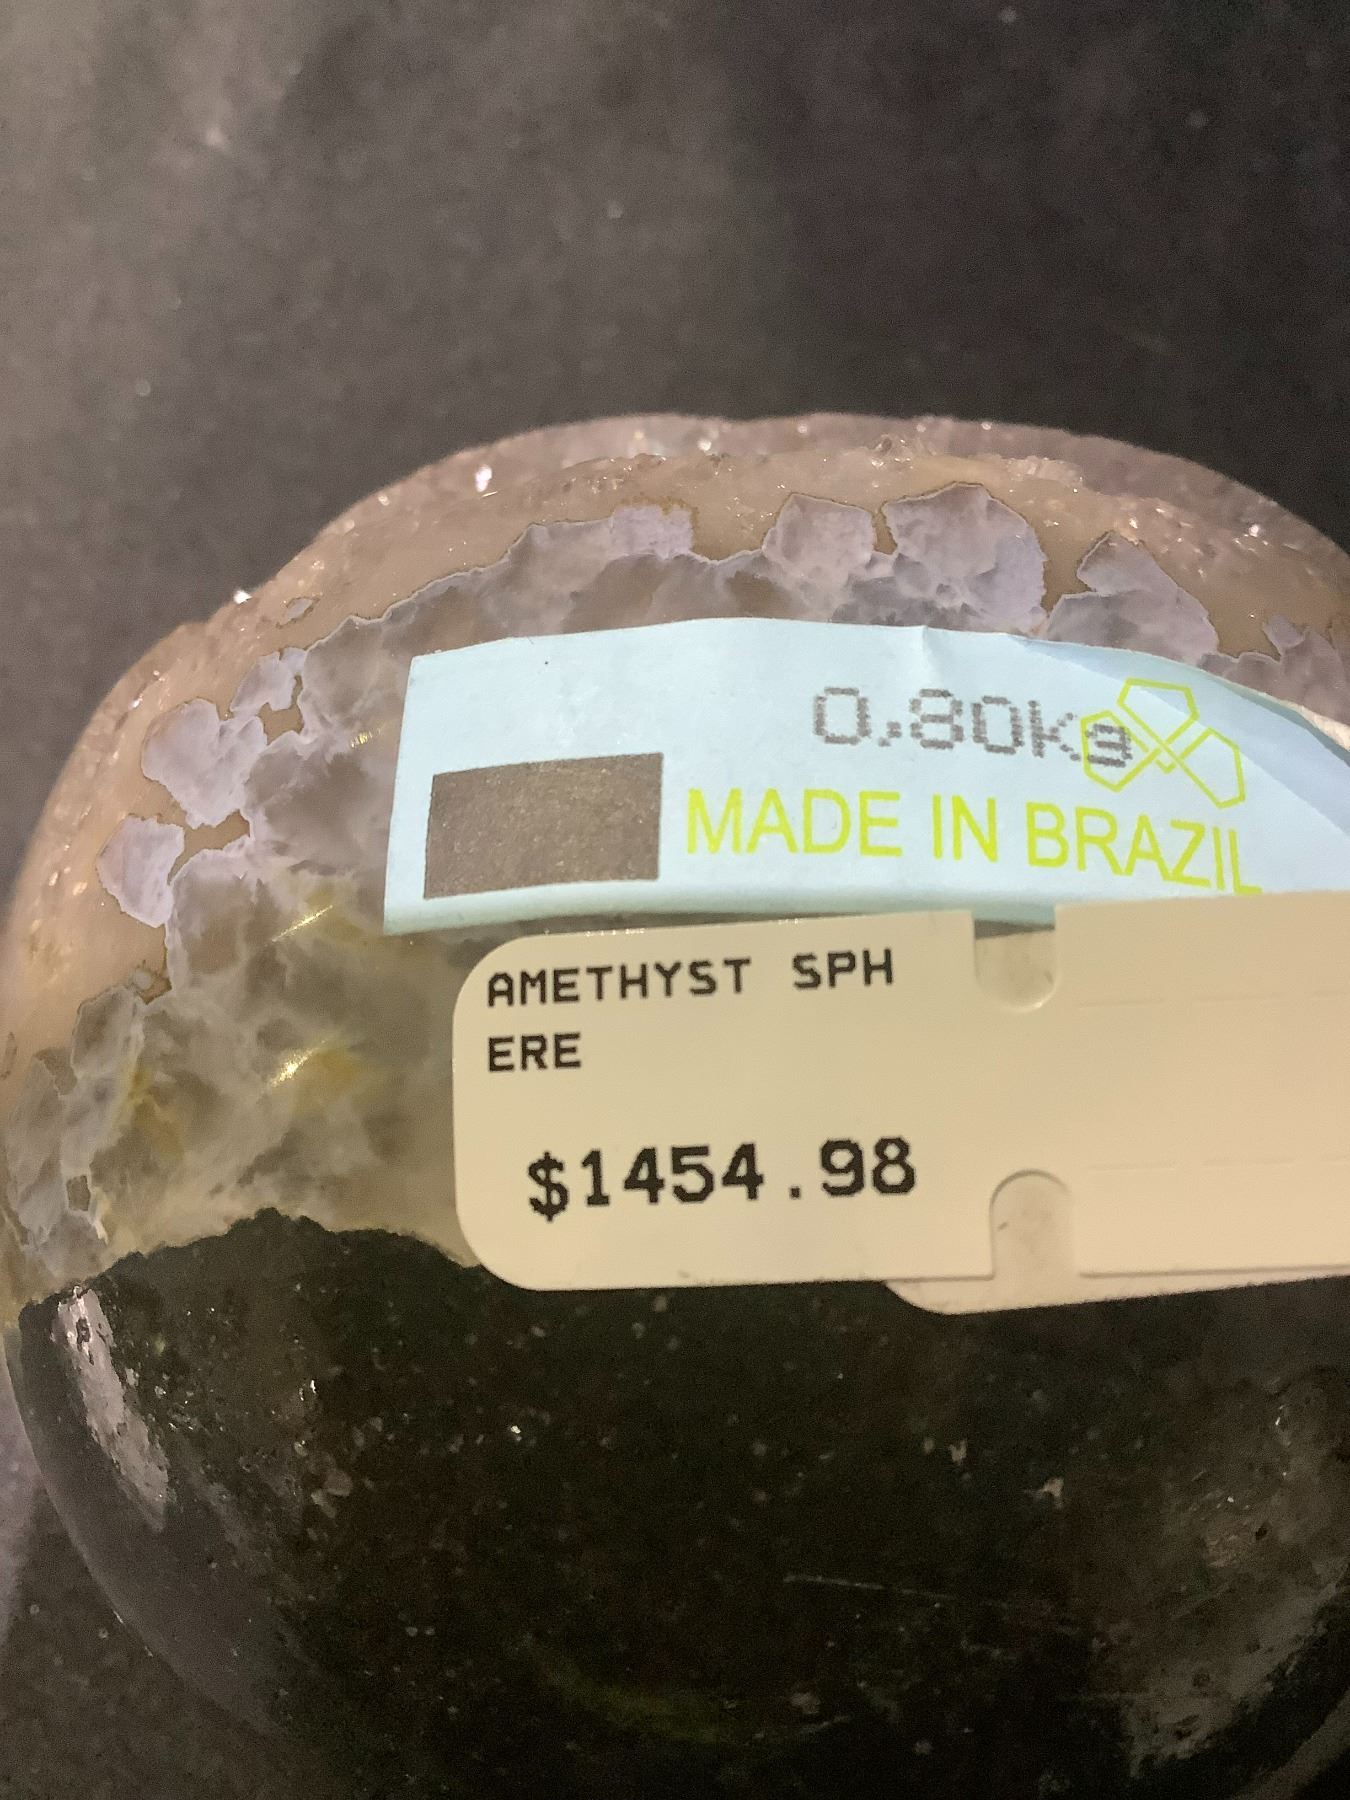 0,80Kg
MADE IN BRAZIL
AMETHYST SPH
ERE
$1454.98